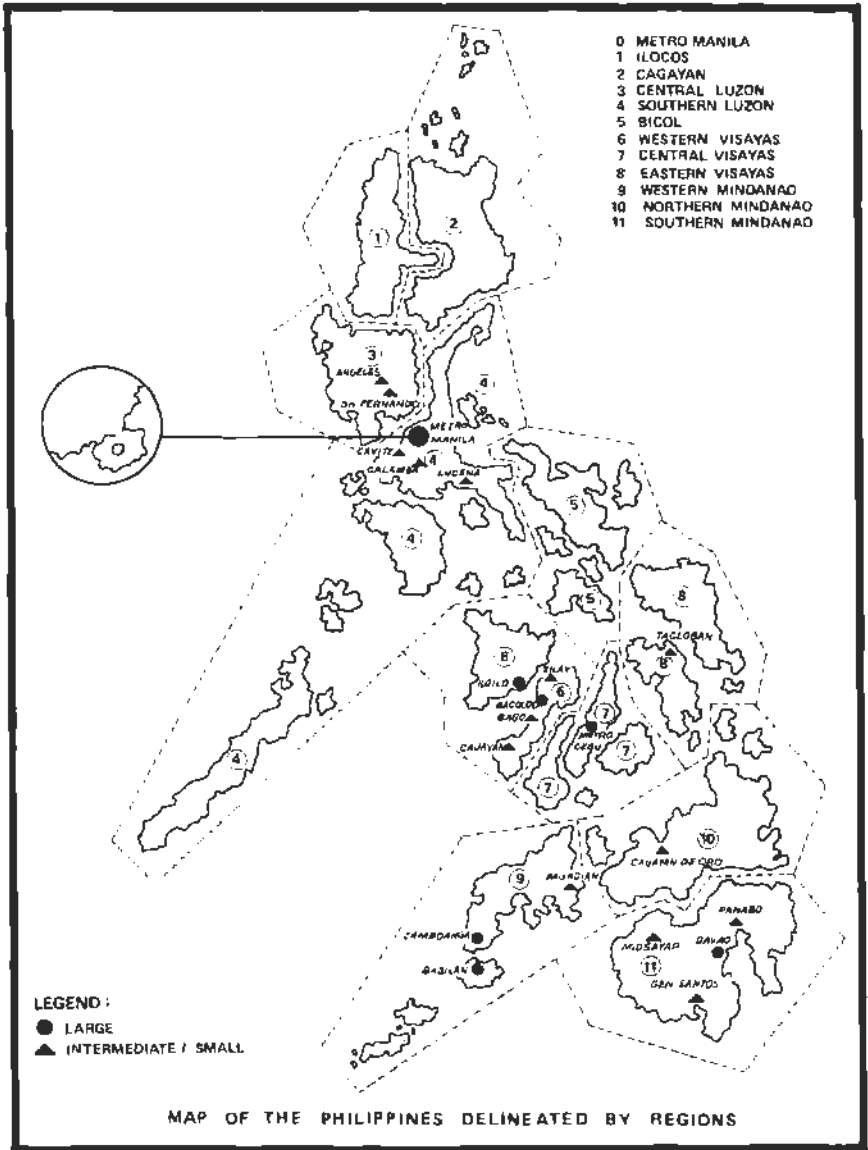 0 METRO MANILA
1 ILOCOS
2 CAGAYAN
3 CENTRAL LUZON
4 SOUTHERN LUZON
5 BICOL
6 WESTERN VISAYAS
7 CENTRAL VISAYAS
8 EASTERN VISAYAS
9 WESTERN MINDANAO
10 NORTHERN MINDANAO
11 SOUTHERN MINDANAO
2
1
3
ANGELES
SN FERNANDO
4
METRO
MANILA
CAVITE
4
CALAMBA
LUCENA
5
4
5
8
TACLOBAN
8
6
ILOILO
6
BACOLOD
BAGO
7
METRO
CEBU
CAUAYAN
7
7
4
10
CAGAYAN DE ORO
9
PAGADIAN
PANABO
ZAMBOANGA
MIDSAYAP
DAVAO
BASILAN
11
GEN SANTOS
LEGEND :
LARGE
INTERMEDIATE / SMALL
MAP OF THE PHILIPPINES DELINEATED BY REGIONS